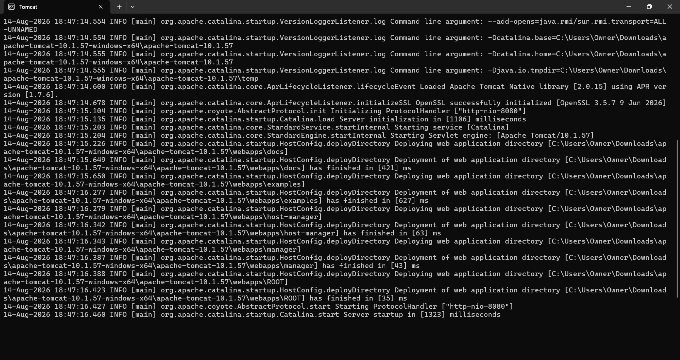 Tomcat
14-Aug-2026 18:47:14.554 INFO [main] org.apache.catalina.startup.VersionLoggerListener.log Command line argument: --add-opens=java.rmi/sun.rmi.transport=ALL
-UNNAMED
14-Aug-2026 18:47:14.554 INFO [main] org.apache.catalina.startup.VersionLoggerListener.log Command line argument: -Dcatalina.base=C:\Users\Owner\Downloads\a
pache-tomcat-10.1.57-windows-x64\apache-tomcat-10.1.57
14-Aug-2026 18:47:14.555 INFO [main] org.apache.catalina.startup.VersionLoggerListener.log Command line argument: -Dcatalina.home=C:\Users\Owner\Downloads\a
pache-tomcat-10.1.57-windows-x64\apache-tomcat-10.1.57
14-Aug-2026 18:47:14.555 INFO [main] org.apache.catalina.startup.VersionLoggerListener.log Command line argument: -Djava.io.tmpdir=C:\Users\Owner\Downloads\
apache-tomcat-10.1.57-windows-x64\apache-tomcat-10.1.57\temp
14-Aug-2026 18:47:14.600 INFO [main] org.apache.catalina.core.AprLifecycleListener.lifecycleEvent Loaded Apache Tomcat Native library [2.0.15] using APR ver
sion [1.7.6].
14-Aug-2026 18:47:14.678 INFO [main] org.apache.catalina.core.AprLifecycleListener.initializeSSL OpenSSL successfully initialized [OpenSSL 3.5.7 9 Jun 2026]
14-Aug-2026 18:47:15.104 INFO [main] org.apache.coyote.AbstractProtocol.init Initializing ProtocolHandler ["http-nio-8080"]
14-Aug-2026 18:47:15.135 INFO [main] org.apache.catalina.startup.Catalina.load Server initialization in [1106] milliseconds
14-Aug-2026 18:47:15.203 INFO [main] org.apache.catalina.core.StandardService.startInternal Starting service [Catalina]
14-Aug-2026 18:47:15.204 INFO [main] org.apache.catalina.core.StandardEngine.startInternal Starting Servlet engine: [Apache Tomcat/10.1.57]
14-Aug-2026 18:47:15.226 INFO [main] org.apache.catalina.startup.HostConfig.deployDirectory Deploying web application directory [C:\Users\Owner\Downloads\ap
ache-tomcat-10.1.57-windows-x64\apache-tomcat-10.1.57\webapps\docs]
14-Aug-2026 18:47:15.649 INFO [main] org.apache.catalina.startup.HostConfig.deployDirectory Deployment of web application directory [C:\Users\Owner\Download
s\apache-tomcat-10.1.57-windows-x64\apache-tomcat-10.1.57\webapps\docs] has finished in [421] ms
14-Aug-2026 18:47:15.650 INFO [main] org.apache.catalina.startup.HostConfig.deployDirectory Deploying web application directory [C:\Users\Owner\Downloads\ap
ache-tomcat-10.1.57-windows-x64\apache-tomcat-10.1.57\webapps\examples]
14-Aug-2026 18:47:16.277 INFO [main] org.apache.catalina.startup.HostConfig.deployDirectory Deployment of web application directory [C:\Users\Owner\Download
s\apache-tomcat-10.1.57-windows-x64\apache-tomcat-10.1.57\webapps\examples] has finished in [627] ms
14-Aug-2026 18:47:16.279 INFO [main] org.apache.catalina.startup.HostConfig.deployDirectory Deploying web application directory [C:\Users\Owner\Downloads\ap
ache-tomcat-10.1.57-windows-x64\apache-tomcat-10.1.57\webapps\host-manager]
14-Aug-2026 18:47:16.342 INFO [main] org.apache.catalina.startup.HostConfig.deployDirectory Deployment of web application directory [C:\Users\Owner\Download
s\apache-tomcat-10.1.57-windows-x64\apache-tomcat-10.1.57\webapps\host-manager] has finished in [63] ms
14-Aug-2026 18:47:16.343 INFO [main] org.apache.catalina.startup.HostConfig.deployDirectory Deploying web application directory [C:\Users\Owner\Downloads\ap
ache-tomcat-10.1.57-windows-x64\apache-tomcat-10.1.57\webapps\manager]
14-Aug-2026 18:47:16.387 INFO [main] org.apache.catalina.startup.HostConfig.deployDirectory Deployment of web application directory [C:\Users\Owner\Download
s\apache-tomcat-10.1.57-windows-x64\apache-tomcat-10.1.57\webapps\manager] has finished in [43] ms
14-Aug-2026 18:47:16.388 INFO [main] org.apache.catalina.startup.HostConfig.deployDirectory Deploying web application directory [C:\Users\Owner\Downloads\ap
ache-tomcat-10.1.57-windows-x64\apache-tomcat-10.1.57\webapps\ROOT]
14-Aug-2026 18:47:16.423 INFO [main] org.apache.catalina.startup.HostConfig.deployDirectory Deployment of web application directory [C:\Users\Owner\Download
s\apache-tomcat-10.1.57-windows-x64\apache-tomcat-10.1.57\webapps\ROOT] has finished in [35] ms
14-Aug-2026 18:47:16.427 INFO [main] org.apache.coyote.AbstractProtocol.start Starting ProtocolHandler ["http-nio-8080"]
14-Aug-2026 18:47:16.460 INFO [main] org.apache.catalina.startup.Catalina.start Server startup in [1323] milliseconds